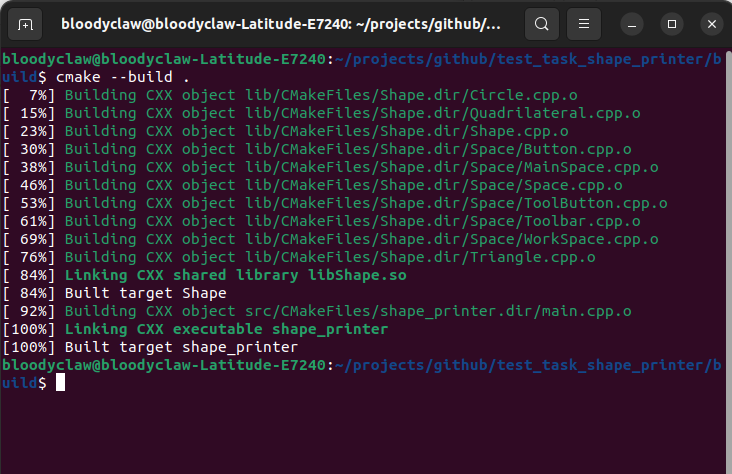 bloodyclaw@bloodyclaw-Latitude-E7240: ~/projects/github/...
bloodyclaw@bloodyclaw-Latitude-E7240:~/projects/github/test_task_shape_printer/b
uild$ cmake --build .
[  7%] Building CXX object lib/CMakeFiles/Shape.dir/Circle.cpp.o
[ 15%] Building CXX object lib/CMakeFiles/Shape.dir/Quadrilateral.cpp.o
[ 23%] Building CXX object lib/CMakeFiles/Shape.dir/Shape.cpp.o
[ 30%] Building CXX object lib/CMakeFiles/Shape.dir/Space/Button.cpp.o
[ 38%] Building CXX object lib/CMakeFiles/Shape.dir/Space/MainSpace.cpp.o
[ 46%] Building CXX object lib/CMakeFiles/Shape.dir/Space/Space.cpp.o
[ 53%] Building CXX object lib/CMakeFiles/Shape.dir/Space/ToolButton.cpp.o
[ 61%] Building CXX object lib/CMakeFiles/Shape.dir/Space/Toolbar.cpp.o
[ 69%] Building CXX object lib/CMakeFiles/Shape.dir/Space/WorkSpace.cpp.o
[ 76%] Building CXX object lib/CMakeFiles/Shape.dir/Triangle.cpp.o
[ 84%] Linking CXX shared library libShape.so
[ 84%] Built target Shape
[ 92%] Building CXX object src/CMakeFiles/shape_printer.dir/main.cpp.o
[100%] Linking CXX executable shape_printer
[100%] Built target shape_printer
bloodyclaw@bloodyclaw-Latitude-E7240:~/projects/github/test_task_shape_printer/b
uild$